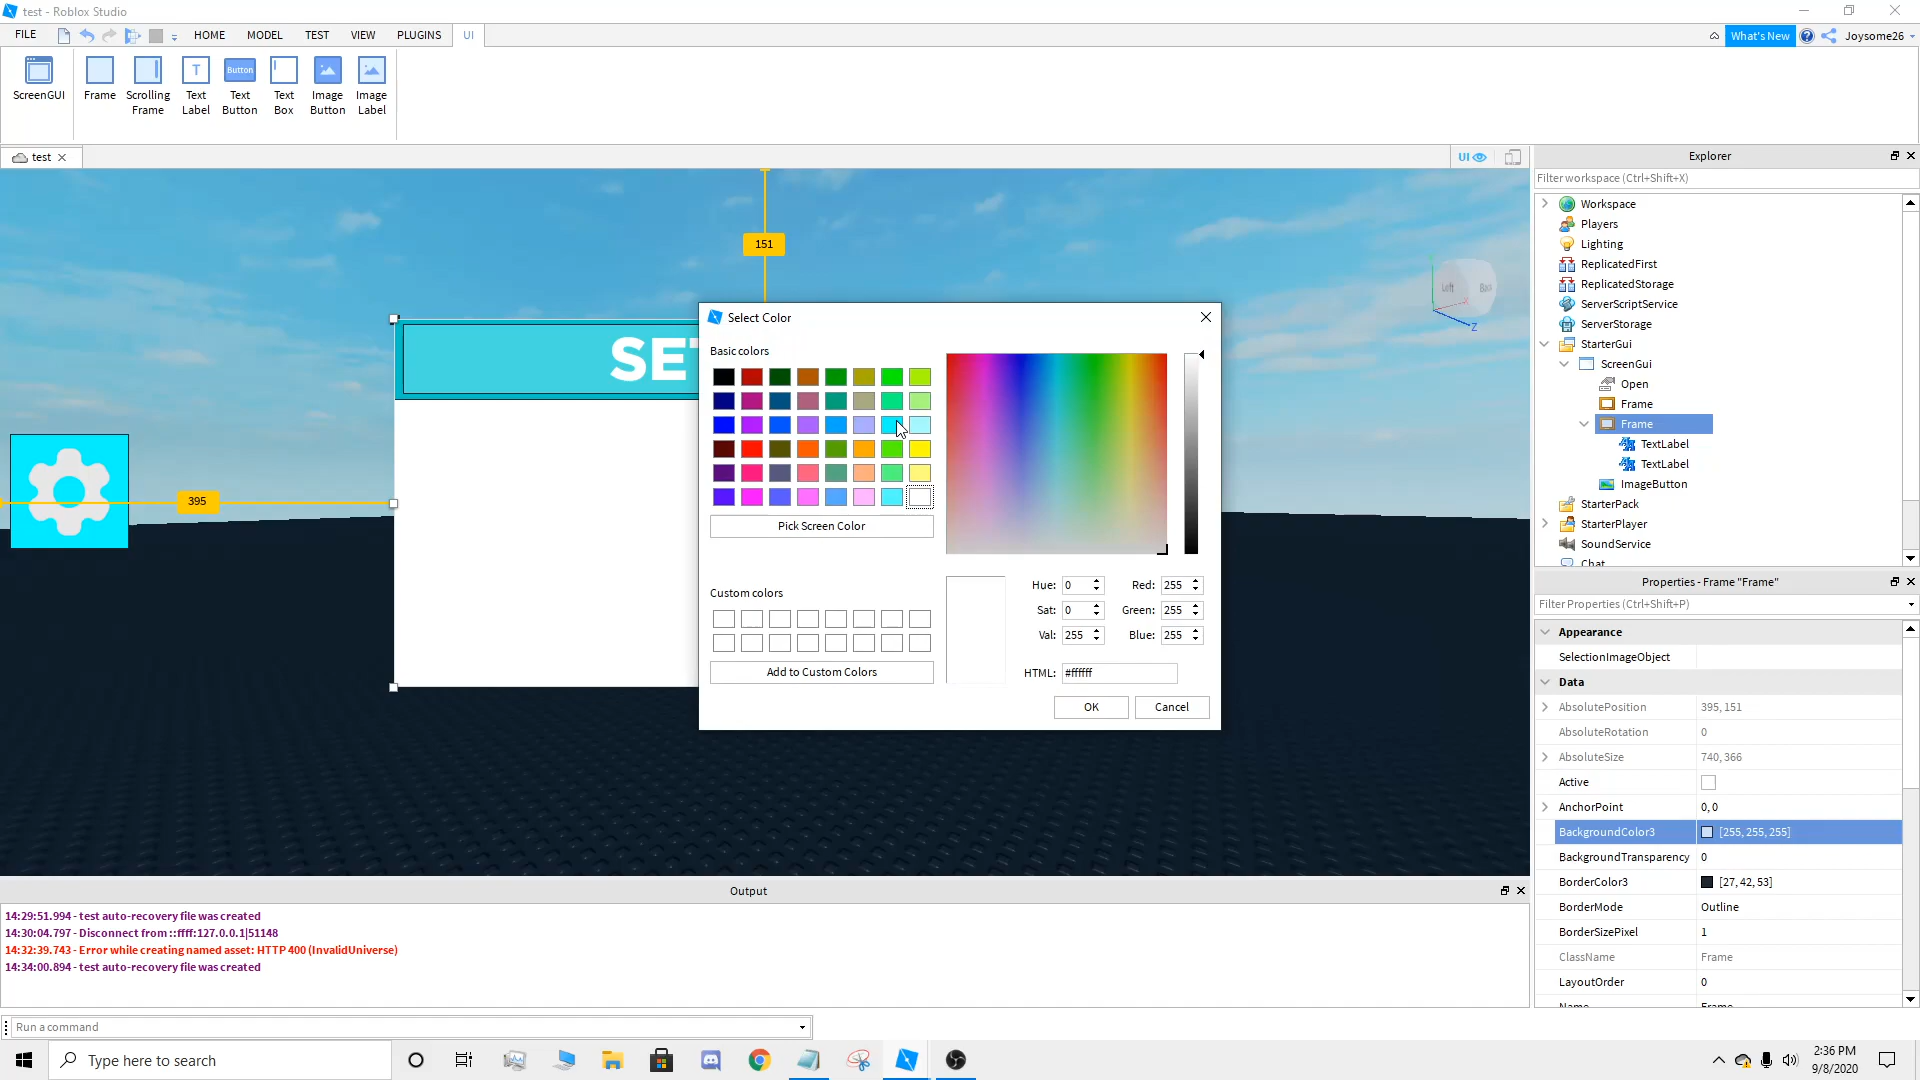 test - Roblox Studio
FILE HOME MODEL TEST VIEW PLUGINS UI What's New Joysome26
ScreenGUI Frame Scrolling Frame Text Label Button Text Button Text Box Image Button Image Label
test UI
Explorer
Filter workspace (Ctrl+Shift+X)
Workspace
Players
Lighting
ReplicatedFirst
ReplicatedStorage
ServerScriptService
ServerStorage
StarterGui
ScreenGui
Open
Frame
Frame
TextLabel
TextLabel
ImageButton
StarterPack
StarterPlayer
SoundService
Chat
151
395
SET
Left
Z
Select Color
Basic colors
Pick Screen Color
Custom colors
Add to Custom Colors
Hue: 0 Red: 255
Sat: 0 Green: 255
Val: 255 Blue: 255
HTML: #ffffff
OK Cancel
Properties - Frame "Frame"
Filter Properties (Ctrl+Shift+P)
Appearance
SelectionImageObject
Data
AbsolutePosition 395, 151
AbsoluteRotation 0
AbsoluteSize 740, 366
Active
AnchorPoint 0, 0
BackgroundColor3 [255, 255, 255]
BackgroundTransparency 0
BorderColor3 [27, 42, 53]
BorderMode Outline
BorderSizePixel 1
ClassName Frame
LayoutOrder 0
Name Frame
Output
14:29:51.994 - test auto-recovery file was created
14:30:04.797 - Disconnect from ::ffff:127.0.0.1|51148
14:32:39.743 - Error while creating named asset: HTTP 400 (InvalidUniverse)
14:34:00.894 - test auto-recovery file was created
Run a command
Type here to search
2:36 PM
9/8/2020